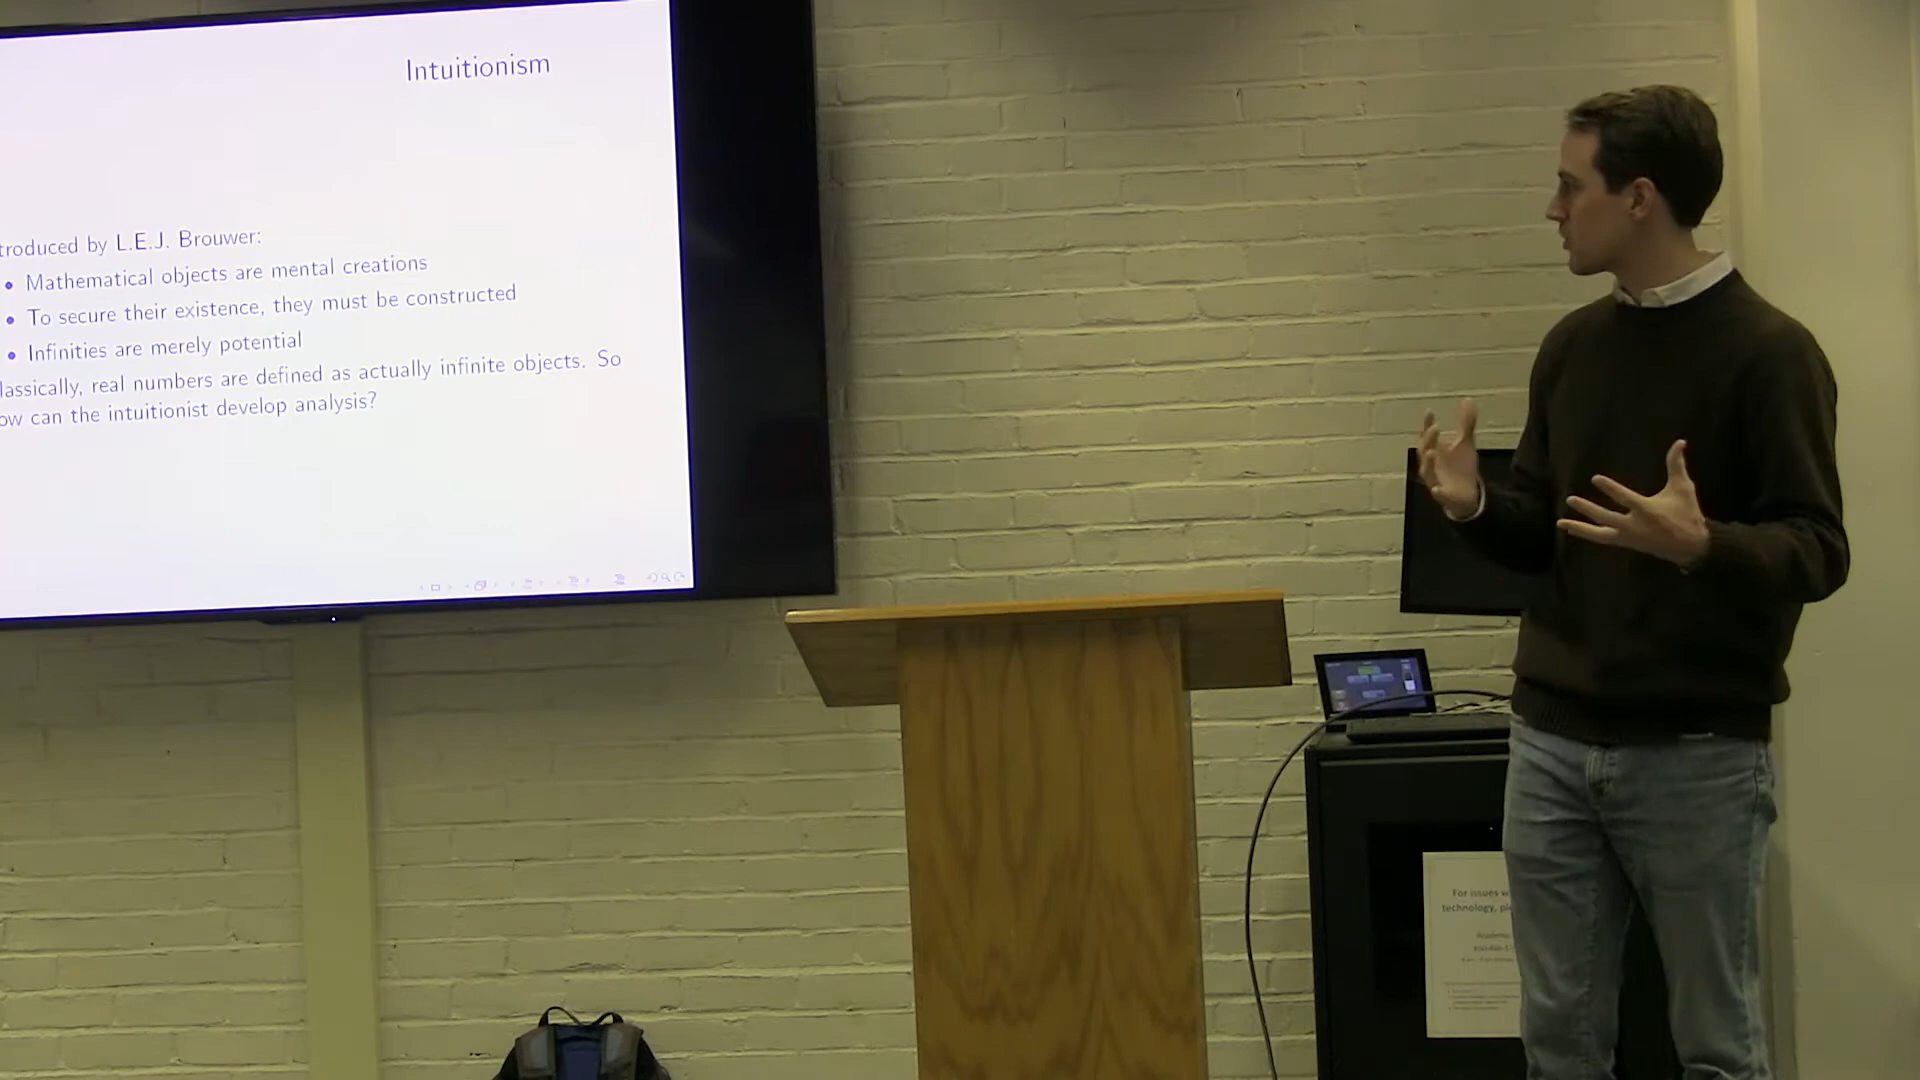 Intuitionism
troduced by L.E.J. Brouwer:
• Mathematical objects are mental creations
• To secure their existence, they must be constructed
• Infinities are merely potential
lassically, real numbers are defined as actually infinite objects. So
ow can the intuitionist develop analysis?
For issues w
technology, pl
Academic